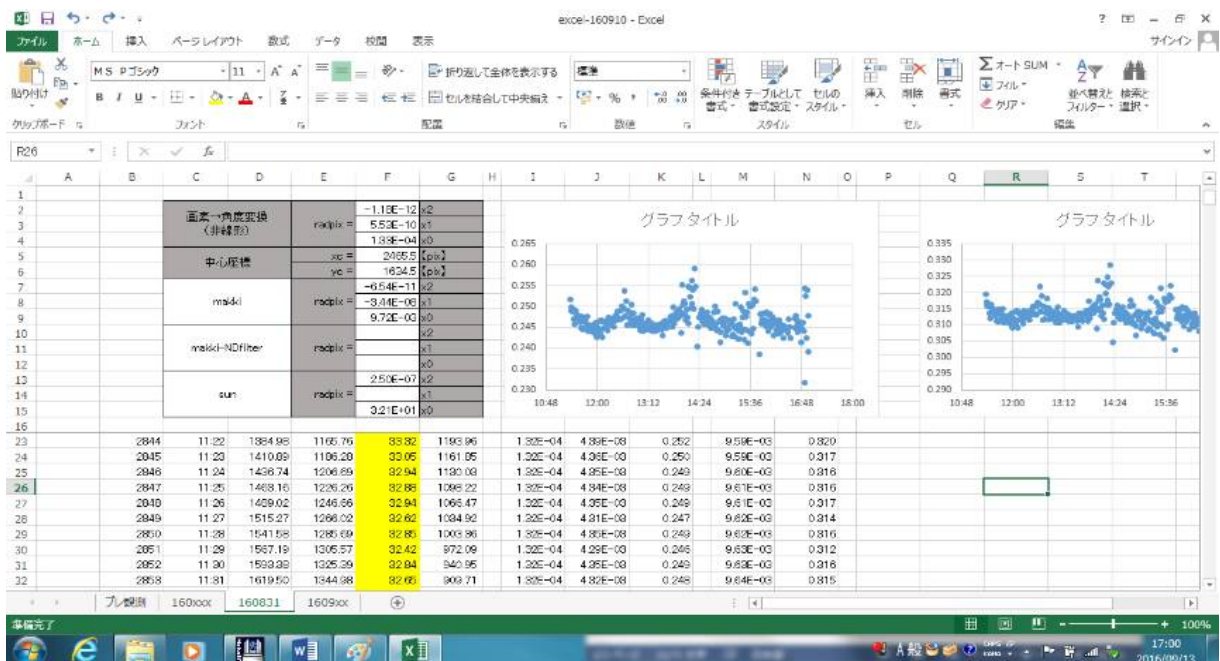 excel-160910 - Excel
ファイル ホーム 挿入 ページ レイアウト 数式 データ 校閲 表示 サインイン
貼り付け MS Pゴシック 11 折り返して全体を表示する 標準 オート SUM
B I U セルを結合して中央揃え % 条件付き書式 テーブルとして書式設定 セルのスタイル 挿入 削除 書式 フィル クリア 並べ替えとフィルター 検索と選択
クリップボード フォント 配置 数値 スタイル セル 編集
R26 fx
A B C D E F G H I J K L M N O P Q R S T
1
2 -1.18E-12 x2
3 画素→角度変換(非線形) radpix = 5.53E-10 x1
4 1.33E-04 x0
5 中心座標 xc = 2465.5 【pix】
6 yc = 1634.5 【pix】
7 -6.54E-11 x2
8 makki radpix = -3.44E-08 x1
9 9.72E-03 x0
10 x2
11 makki-NDfilter radpix = x1
12 x0
13 2.50E-07 x2
14 sun radpix = x1
15 3.21E+01 x0
16
グラフ タイトル
0.265
0.260
0.255
0.250
0.245
0.240
0.235
0.230
10:48 12:00 13:12 14:24 15:36 16:48 18:00
グラフ タイトル
0.335
0.325
0.320
0.315
0.310
0.305
0.300
0.295
0.290
10:48 12:00 13:12 14:24 15:36
23 2844 11:22 1384.98 1165.76 33.32 1193.96 1.32E-04 4.39E-03 0.252 9.59E-03 0.320
24 2845 11:23 1410.89 1186.28 33.05 1161.85 1.32E-04 4.36E-03 0.250 9.59E-03 0.317
25 2846 11:24 1436.74 1206.69 32.94 1130.03 1.32E-04 4.35E-03 0.249 9.60E-03 0.316
26 2847 11:25 1463.16 1226.26 32.88 1098.22 1.32E-04 4.34E-03 0.249 9.61E-03 0.316
27 2848 11:26 1489.02 1246.66 32.94 1066.47 1.32E-04 4.35E-03 0.249 9.61E-03 0.317
28 2849 11:27 1515.27 1266.02 32.62 1034.92 1.32E-04 4.31E-03 0.247 9.62E-03 0.314
29 2850 11:28 1541.58 1285.69 32.85 1003.36 1.32E-04 4.35E-03 0.249 9.62E-03 0.316
30 2851 11:29 1567.19 1305.57 32.42 972.09 1.32E-04 4.29E-03 0.246 9.63E-03 0.312
31 2852 11:30 1593.39 1325.39 32.84 940.95 1.32E-04 4.35E-03 0.249 9.63E-03 0.316
32 2853 11:31 1619.50 1344.98 32.65 909.71 1.32E-04 4.32E-03 0.248 9.64E-03 0.315
プレ観測 160xxx 160831 1609xx
準備完了 100%
A 般 17:00
2016/09/13